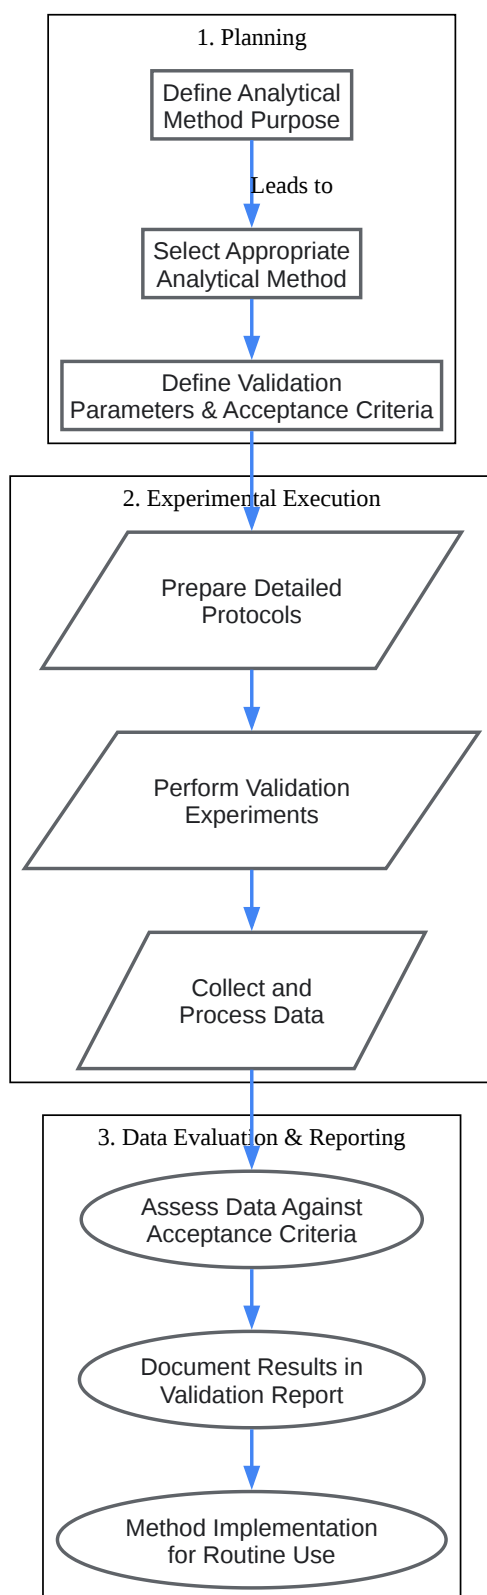 1. Planning
Define Analytical
Method Purpose
Leads to
Select Appropriate
Analytical Method
Define Validation
Parameters & Acceptance Criteria
2. Experimental Execution
Prepare Detailed
Protocols
Perform Validation
Experiments
Collect and
Process Data
3. Data Evaluation & Reporting
Assess Data Against
Acceptance Criteria
Document Results in
Validation Report
Method Implementation
for Routine Use